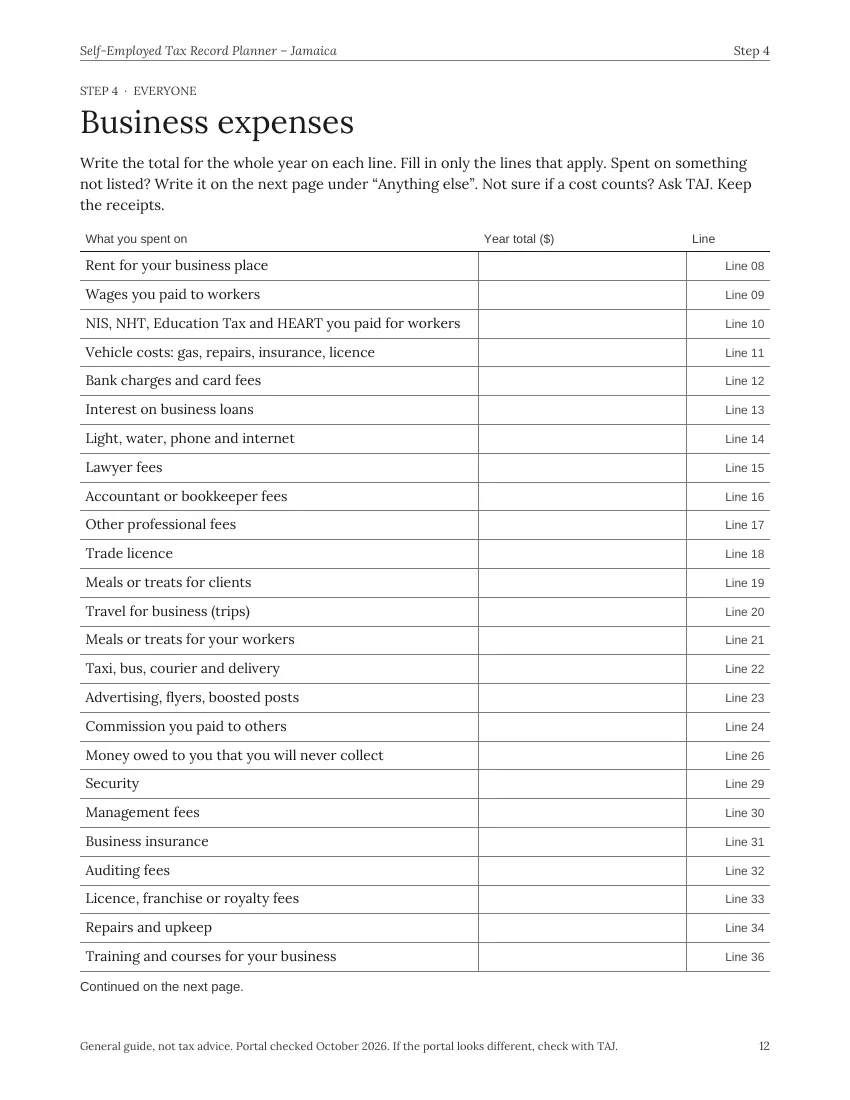 Self-Employed Tax Record Planner – Jamaica Step 4
STEP 4 · EVERYONE
Business expenses
Write the total for the whole year on each line. Fill in only the lines that apply. Spent on something
not listed? Write it on the next page under “Anything else”. Not sure if a cost counts? Ask TAJ. Keep
the receipts.
What you spent on Year total ($) Line
Rent for your business place Line 08
Wages you paid to workers Line 09
NIS, NHT, Education Tax and HEART you paid for workers Line 10
Vehicle costs: gas, repairs, insurance, licence Line 11
Bank charges and card fees Line 12
Interest on business loans Line 13
Light, water, phone and internet Line 14
Lawyer fees Line 15
Accountant or bookkeeper fees Line 16
Other professional fees Line 17
Trade licence Line 18
Meals or treats for clients Line 19
Travel for business (trips) Line 20
Meals or treats for your workers Line 21
Taxi, bus, courier and delivery Line 22
Advertising, flyers, boosted posts Line 23
Commission you paid to others Line 24
Money owed to you that you will never collect Line 26
Security Line 29
Management fees Line 30
Business insurance Line 31
Auditing fees Line 32
Licence, franchise or royalty fees Line 33
Repairs and upkeep Line 34
Training and courses for your business Line 36
Continued on the next page.
General guide, not tax advice. Portal checked October 2026. If the portal looks different, check with TAJ. 12